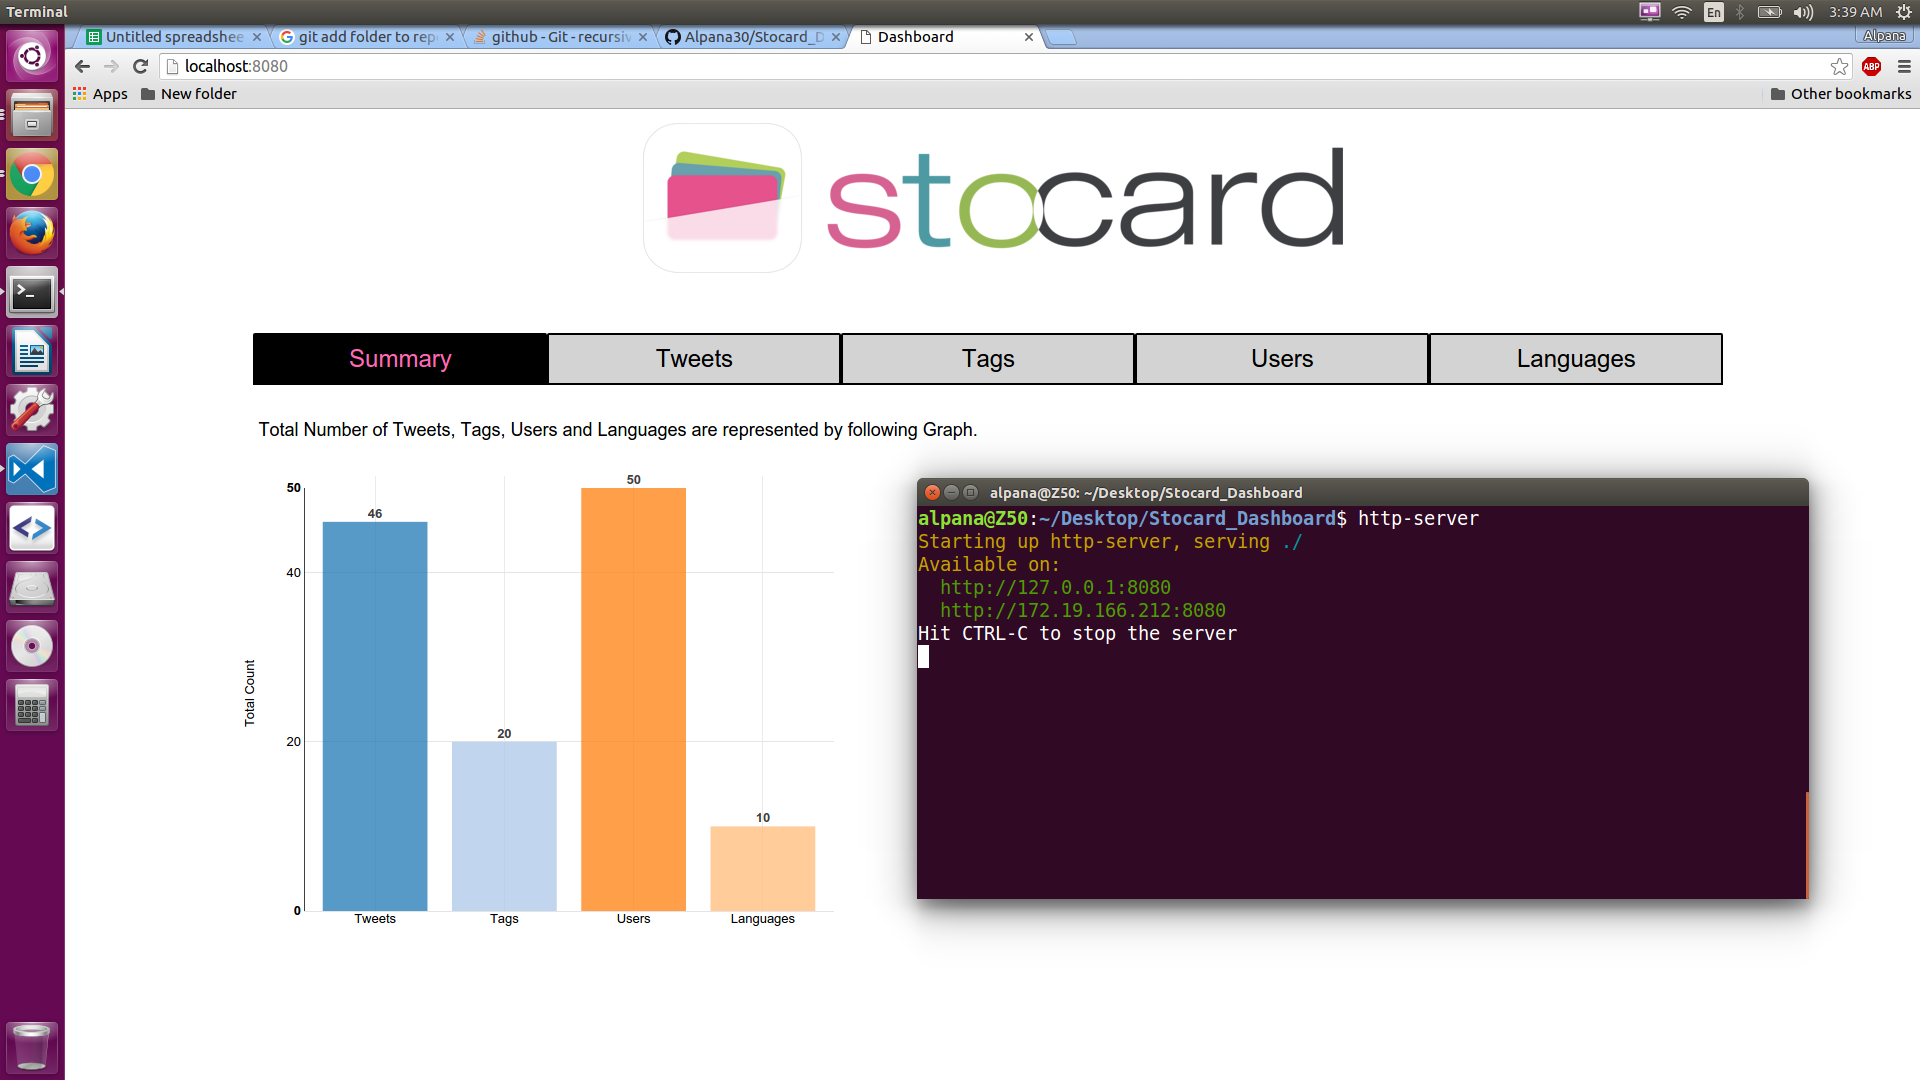 Terminal
En
3:39 AM
Untitled spreadshee
git add folder to rep
github - Git - recursiv
Alpana30/Stocard_D
Dashboard
Alpana
localhost:8080
ABP
Apps
New folder
Other bookmarks
stocard
Summary
Tweets
Tags
Users
Languages
Total Number of Tweets, Tags, Users and Languages are represented by following Graph.
50
40
20
0
Total Count
46
20
50
10
Tweets
Tags
Users
Languages
alpana@Z50: ~/Desktop/Stocard_Dashboard
alpana@Z50:~/Desktop/Stocard_Dashboard$ http-server
Starting up http-server, serving ./
Available on:
http://127.0.0.1:8080
http://172.19.166.212:8080
Hit CTRL-C to stop the server